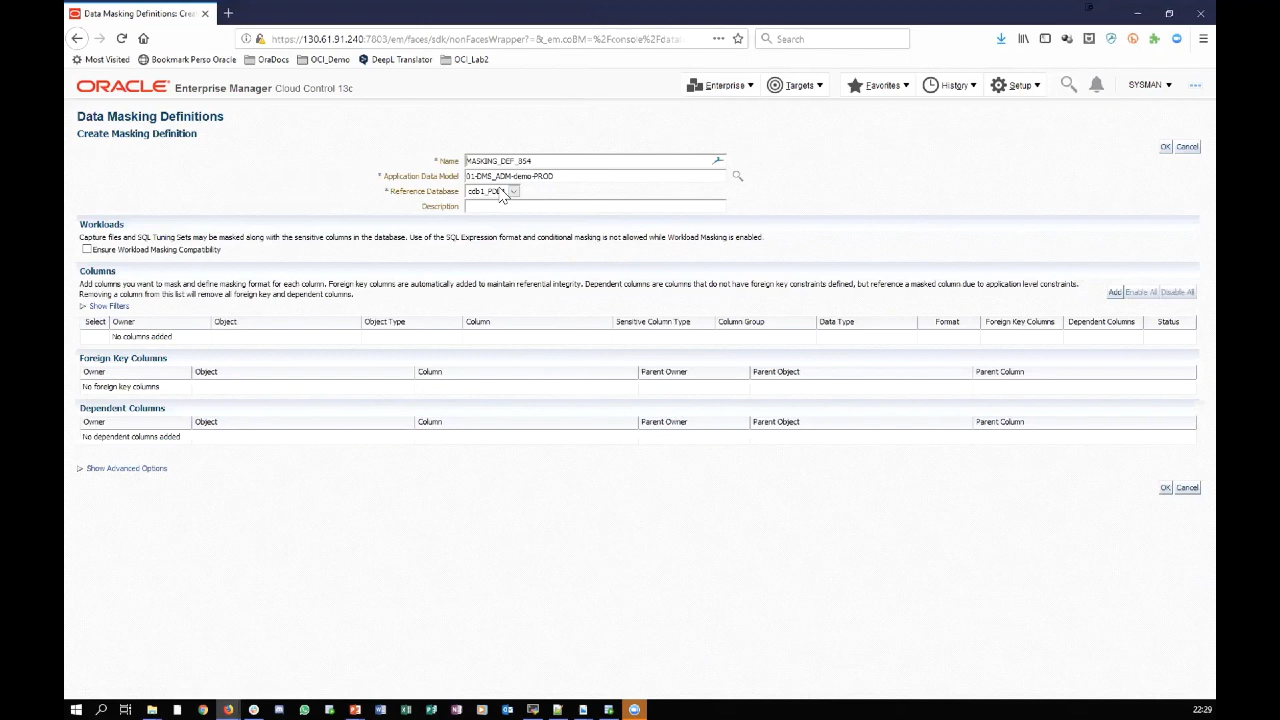 Data Masking Definitions: Cre
https://130.61.91.240:7803/em/faces/sdk/nonFacesWrapper?=&_em.coBM=%2Fconsole%2Fdatal
Search
Most Visited Bookmark Perso Oracle OraDocs OCI_Demo DeepL Translator OCI_Lab2
ORACLE Enterprise Manager Cloud Control 13c Enterprise Targets Favorites History Setup SYSMAN
Data Masking Definitions
Create Masking Definition
OK Cancel
* Name MASKING_DEF_854
* Application Data Model 01-DMS_ADM-demo-PROD
* Reference Database
Description
Workloads
Capture files and SQL Tuning Sets may be masked along with the sensitive columns in the database. Use of the SQL Expression format and conditional masking is not allowed while Workload Masking is enabled.
Ensure Workload Masking Compatibility
Columns
Add columns you want to mask and define masking format for each column. Foreign key columns are automatically added to maintain referential integrity. Dependent columns are columns that do not have foreign key constraints defined, but reference a masked column due to application level constraints.
Removing a column from this list will remove all foreign key and dependent columns.
Add Enable All Disable All
Show Filters
Select Owner Object Object Type Column Sensitive Column Type Column Group Data Type Format Foreign Key Columns Dependent Columns Status
No columns added
Foreign Key Columns
Owner Object Column Parent Owner Parent Object Parent Column
No foreign key columns
Dependent Columns
Owner Object Column Parent Owner Parent Object Parent Column
No dependent columns added
Show Advanced Options
OK Cancel
22:29